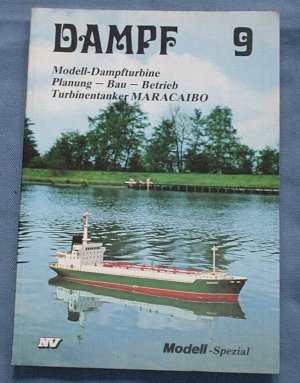 DAMPF 9
Modell-Dampfturbine
Planung – Bau – Betrieb
Turbinentanker MARACAIBO
NV
Modell-Spezial